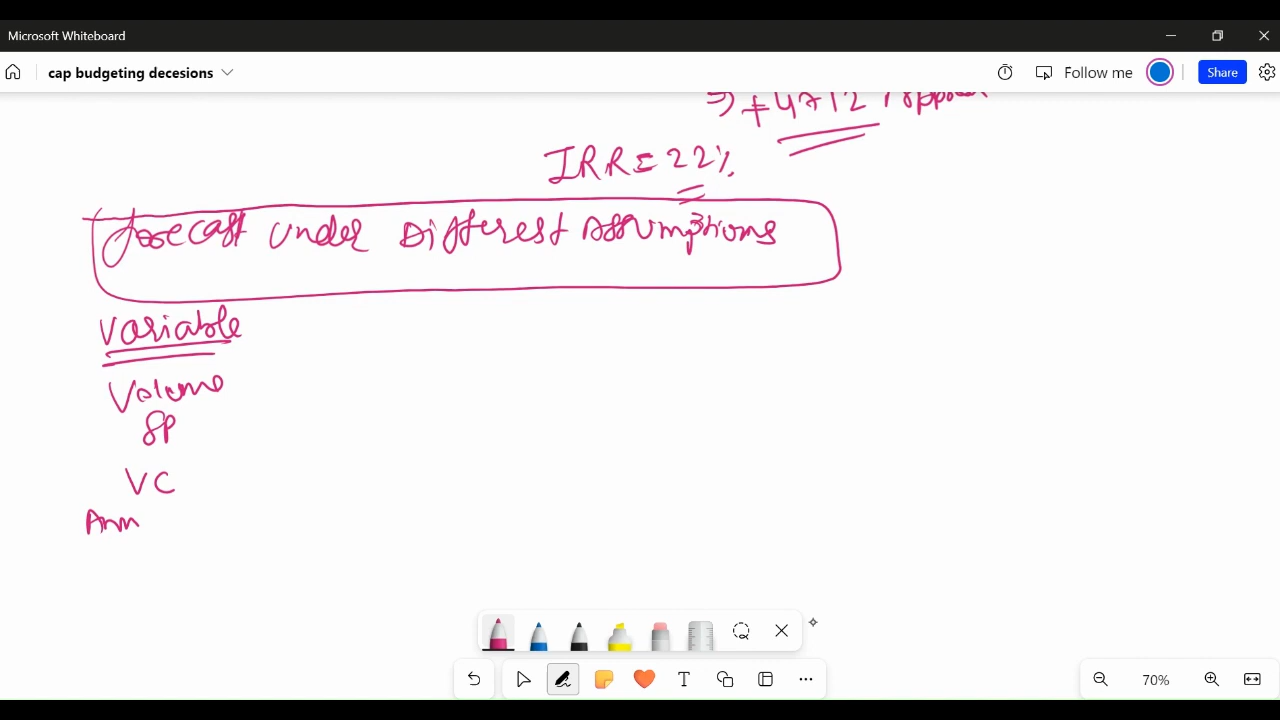 Microsoft Whiteboard
cap budgeting decesions
Follow me
Share
IRR = 22%
Forecast under Different Assumptions
Variable
Volume
SP
VC
Ann
70%